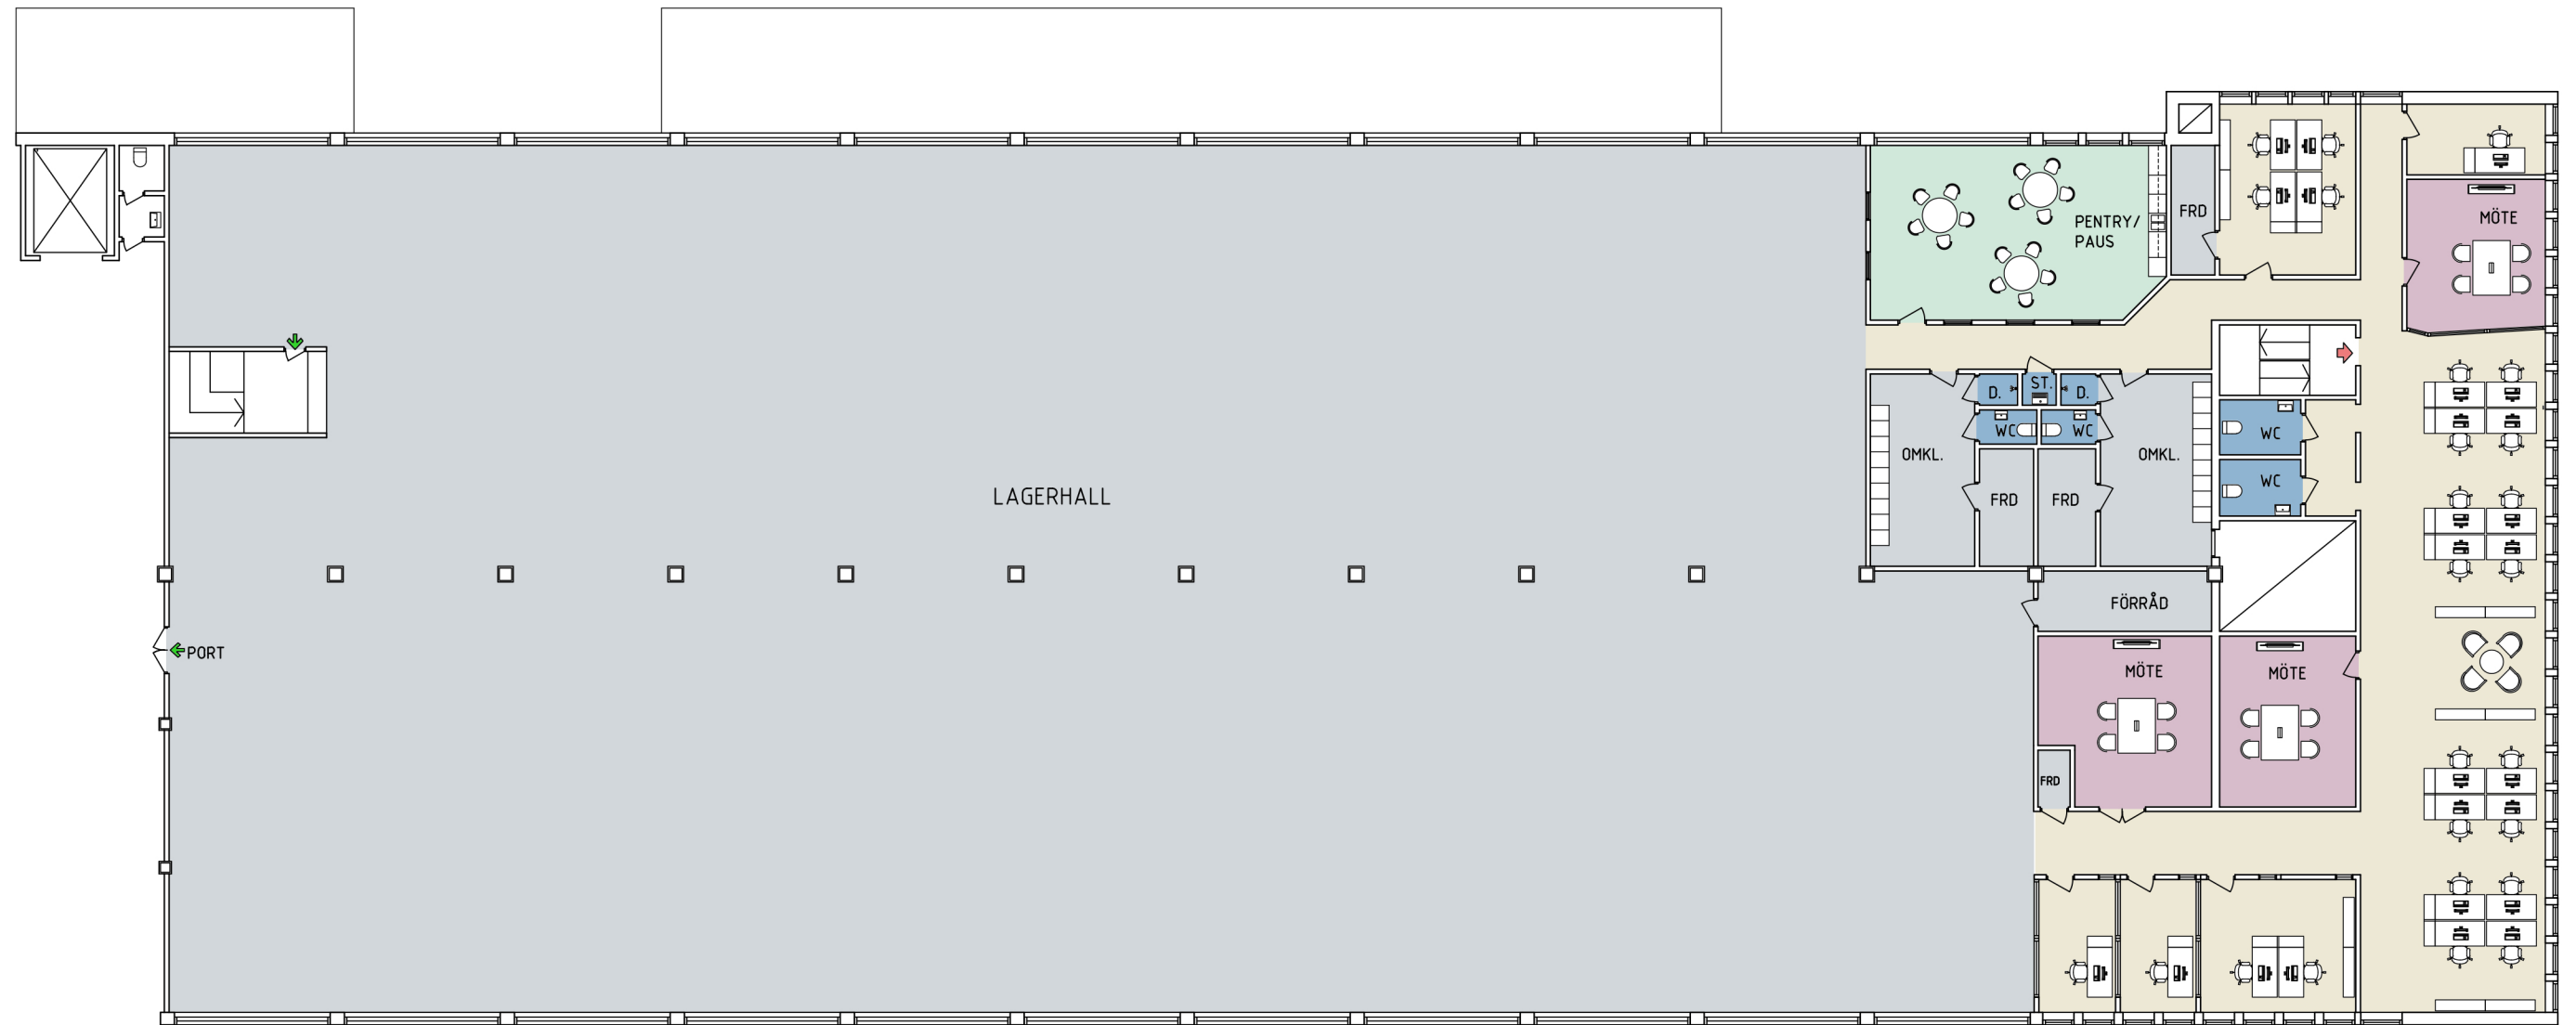 FRD
MÖTE
PENTRY/
PAUS
D.
ST.
D.
WC
WC
WC
OMKL.
OMKL.
WC
LAGERHALL
FRD
FRD
FÖRRÅD
PORT
MÖTE
MÖTE
FRD